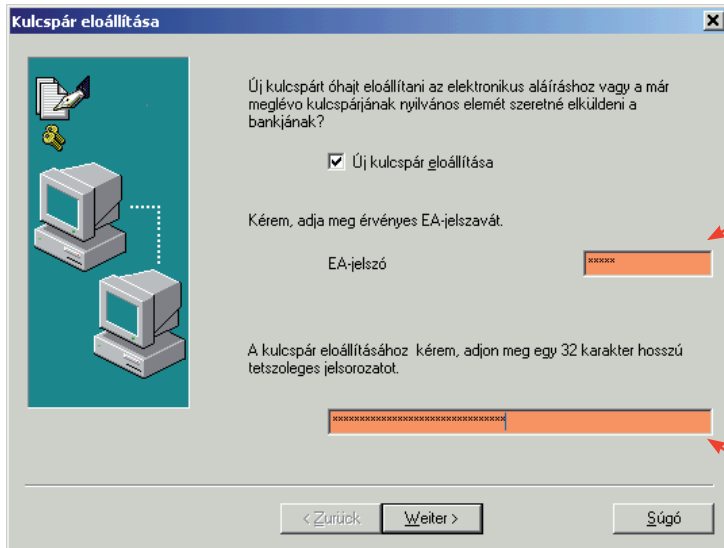 Kulcspár eloállítása
Új kulcspárt óhajt eloállítani az elektronikus aláíráshoz vagy a már
meglévo kulcspárjának nyilvános elemét szeretné elküldeni a
bankjának?
Új kulcspár eloállítása
Kérem, adja meg érvényes EA-jelszavát.
EA-jelszó
*****
A kulcspár eloállításához kérem, adjon meg egy 32 karakter hosszú
tetszoleges jelsorozatot.
********************************
< Zurück
Weiter >
Súgó